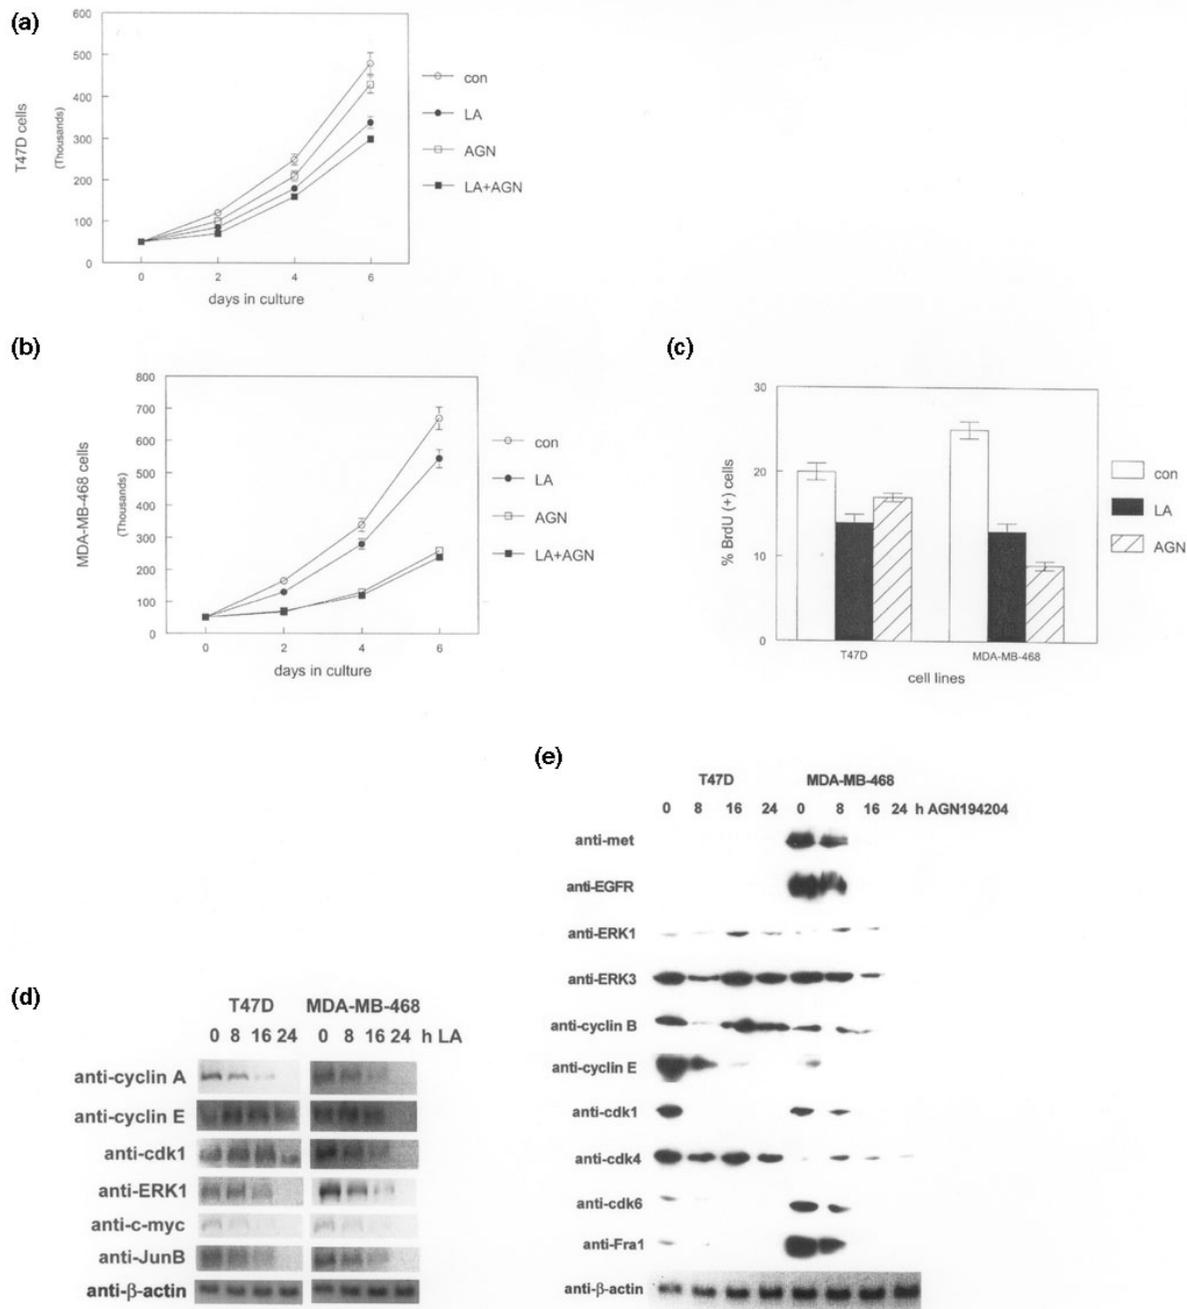 (a)
600
500
400
300
200
100
0
T47D cells
(Thousands)
0 2 4 6
days in culture
con
LA
AGN
LA+AGN
(b)
800
700
600
500
400
300
200
100
0
MDA-MB-468 cells
(Thousands)
0 2 4 6
days in culture
con
LA
AGN
LA+AGN
(c)
30
20
10
0
% BrdU (+) cells
T47D MDA-MB-468
cell lines
con
LA
AGN
(d)
T47D MDA-MB-468
0 8 16 24 0 8 16 24 h LA
anti-cyclin A
anti-cyclin E
anti-cdk1
anti-ERK1
anti-c-myc
anti-JunB
anti-β-actin
(e)
T47D MDA-MB-468
0 8 16 24 0 8 16 24 h AGN194204
anti-met
anti-EGFR
anti-ERK1
anti-ERK3
anti-cyclin B
anti-cyclin E
anti-cdk1
anti-cdk4
anti-cdk6
anti-Fra1
anti-β-actin